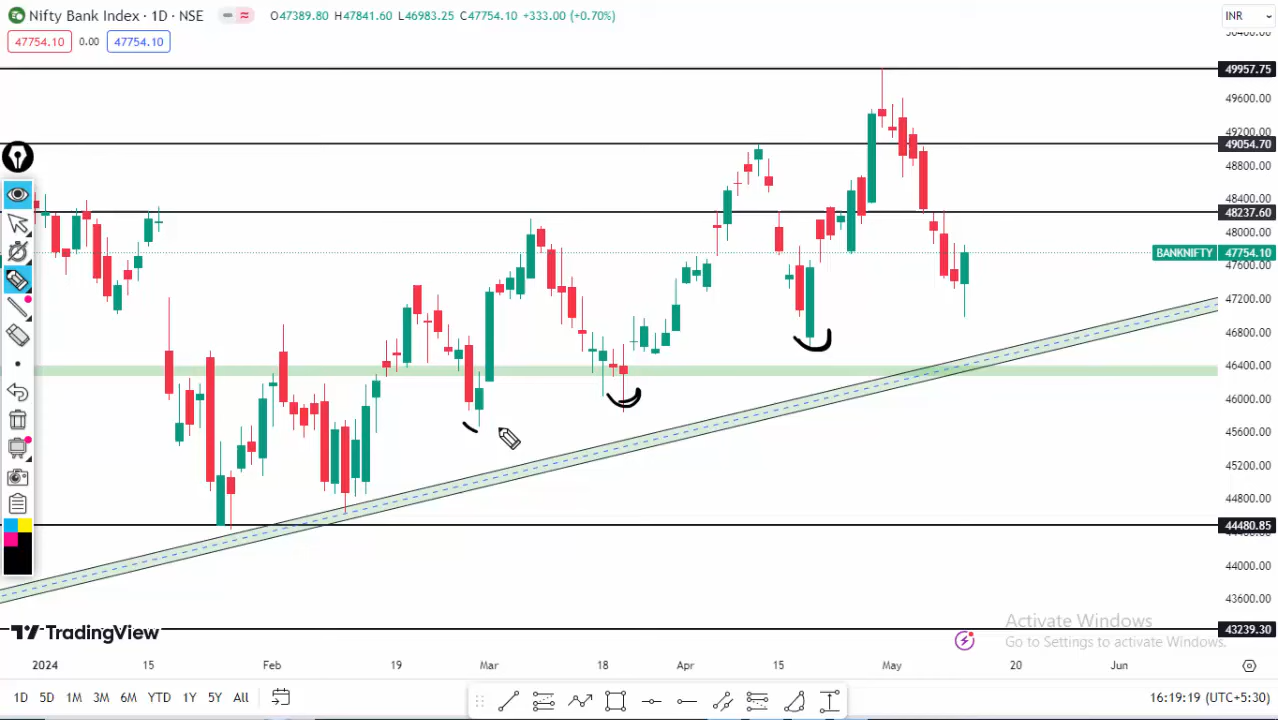 Nifty Bank Index · 1D · NSE
O47389.80 H47841.60 L46983.25 C47754.10 +333.00 (+0.70%)
INR
47754.10 0.00 47754.10
49957.75
49600.00
49200.00
49054.70
48800.00
48400.00
48237.60
48000.00
BANKNIFTY 47754.10
47600.00
47200.00
46800.00
46400.00
46000.00
45600.00
45200.00
44800.00
44480.85
44000.00
43600.00
43239.30
Activate Windows
Go to Settings to activate Windows.
TradingView
2024 15 Feb 19 Mar 18 Apr 15 May 20 Jun
1D 5D 1M 3M 6M YTD 1Y 5Y All
16:19:19 (UTC+5:30)